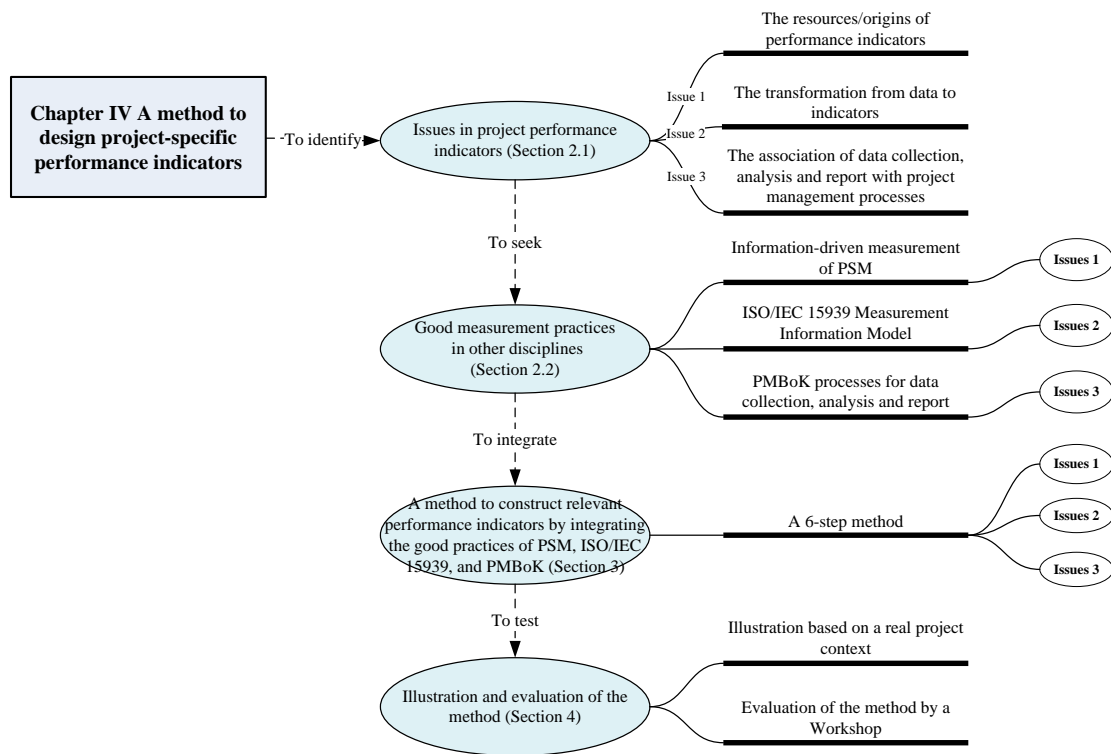 Chapter IV A method to
design project-specific
performance indicators
To identify
Issues in project performance
indicators (Section 2.1)
Issue 1
Issue 2
Issue 3
The resources/origins of
performance indicators
The transformation from data to
indicators
The association of data collection,
analysis and report with project
management processes
To seek
Good measurement practices
in other disciplines
(Section 2.2)
Information-driven measurement
of PSM
Issues 1
ISO/IEC 15939 Measurement
Information Model
Issues 2
PMBoK processes for data
collection, analysis and report
Issues 3
To integrate
A method to construct relevant
performance indicators by integrating
the good practices of PSM, ISO/IEC
15939, and PMBoK (Section 3)
A 6-step method
Issues 1
Issues 2
Issues 3
To test
Illustration and evaluation of the
method (Section 4)
Illustration based on a real project
context
Evaluation of the method by a
Workshop